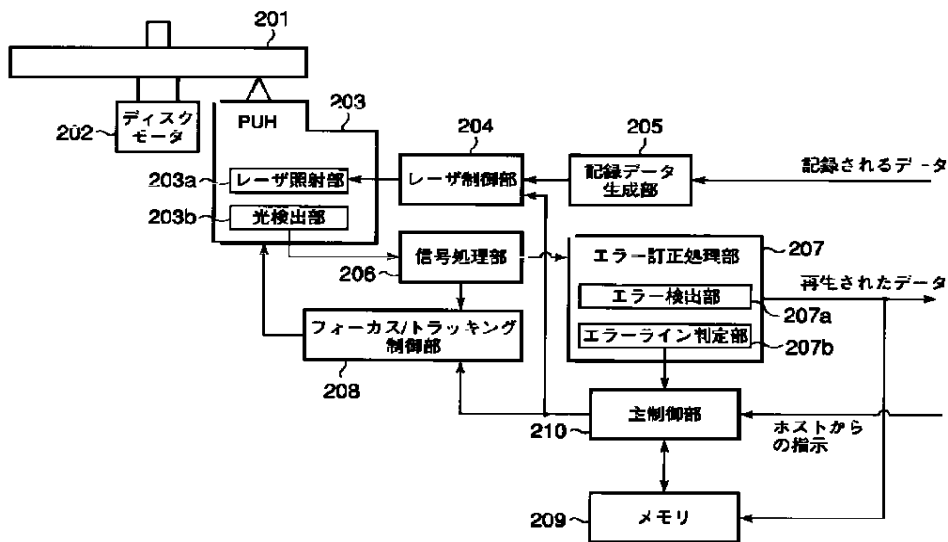 201
ディスク
モータ
202
PUH
203
レーザ照射部
203a
光検出部
203b
204
レーザ制御部
205
記録データ
生成部
記録されるデータ
信号処理部
206
エラー訂正処理部
207
エラー検出部
207a
エラーライン判定部
207b
再生されたデータ
フォーカス/トラッキング
制御部
208
主制御部
210
ホストから
の指示
メモリ
209